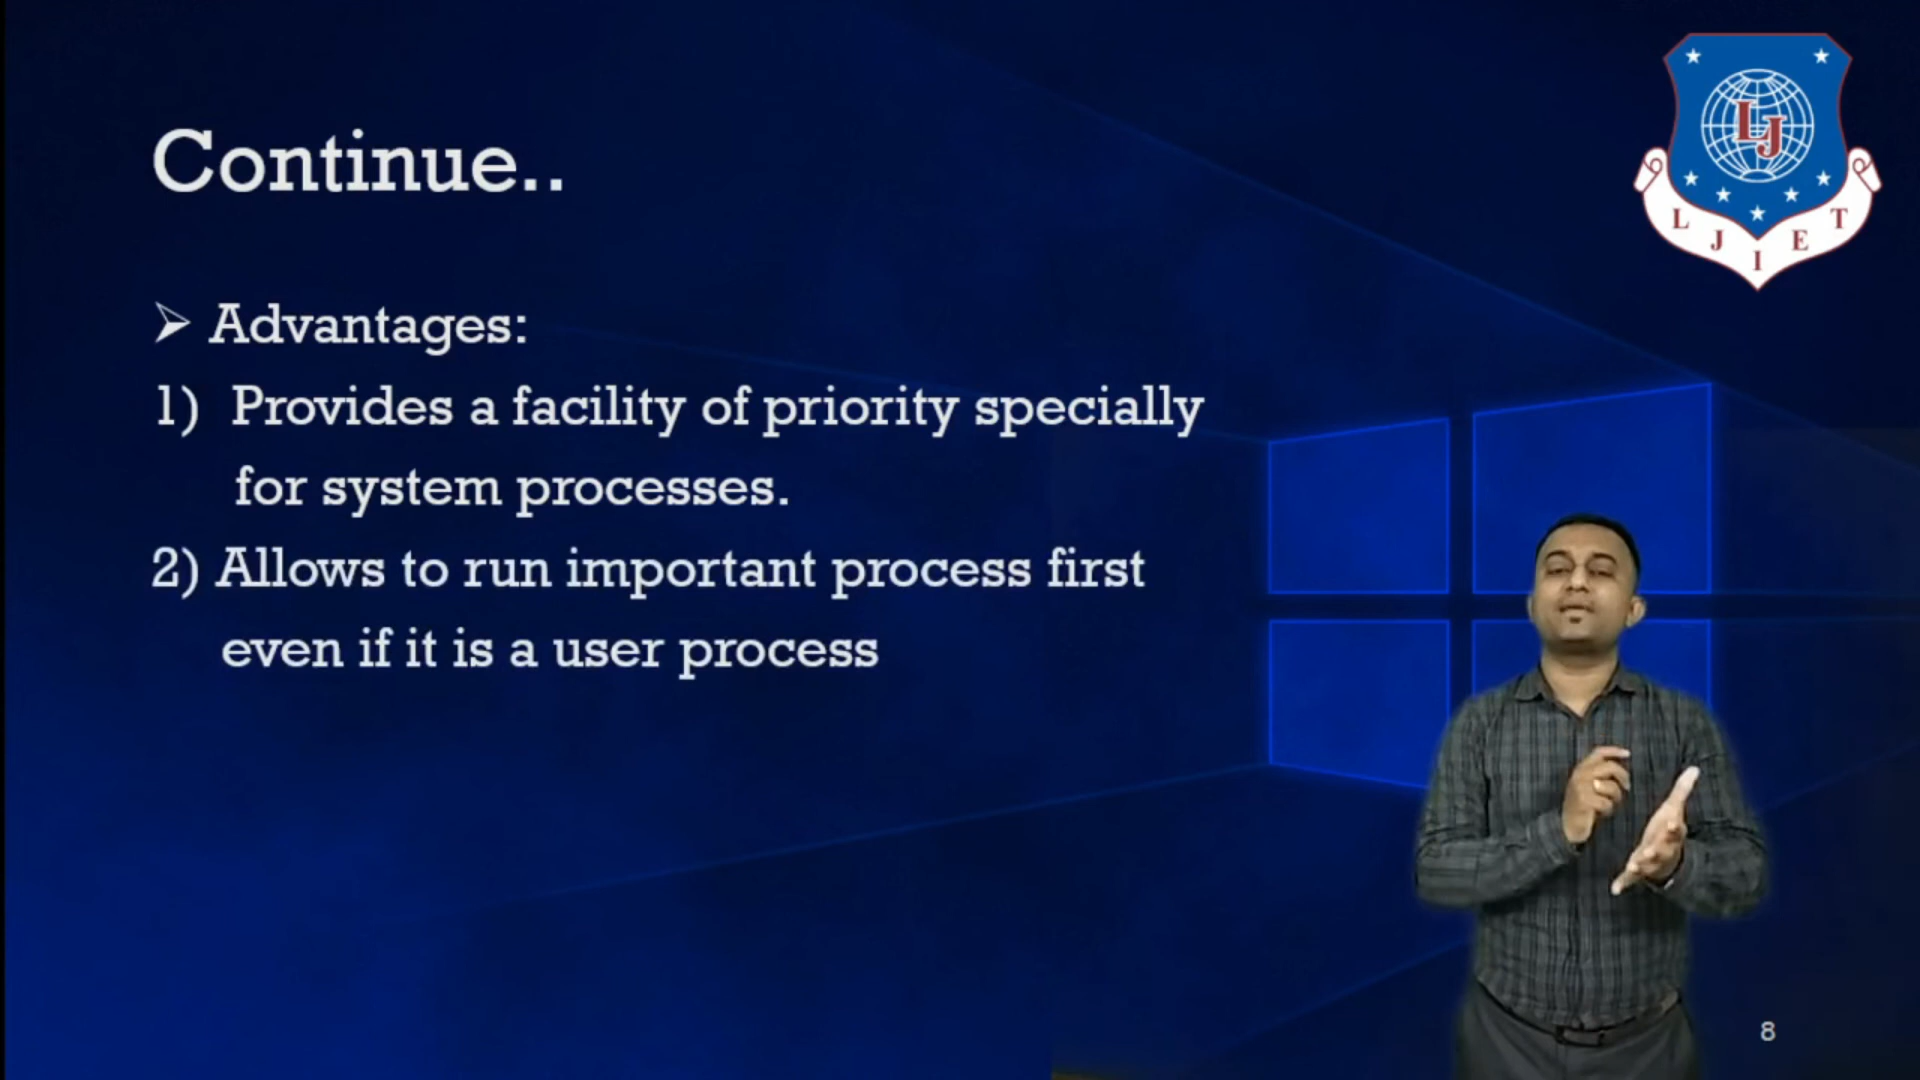 Continue..
➢ Advantages:
1) Provides a facility of priority specially
for system processes.
2) Allows to run important process first
even if it is a user process
LJ
L J I E T
8